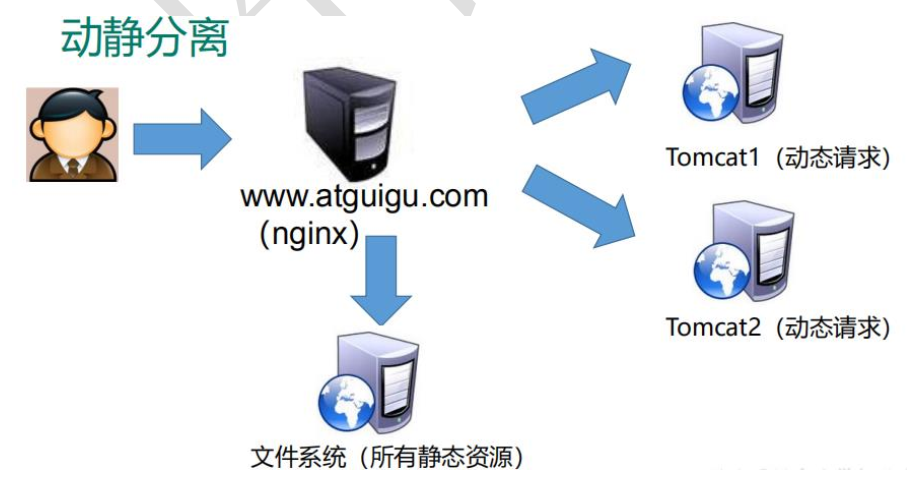 动静分离
www.atguigu.com
（nginx）
Tomcat1（动态请求）
Tomcat2（动态请求）
文件系统（所有静态资源）